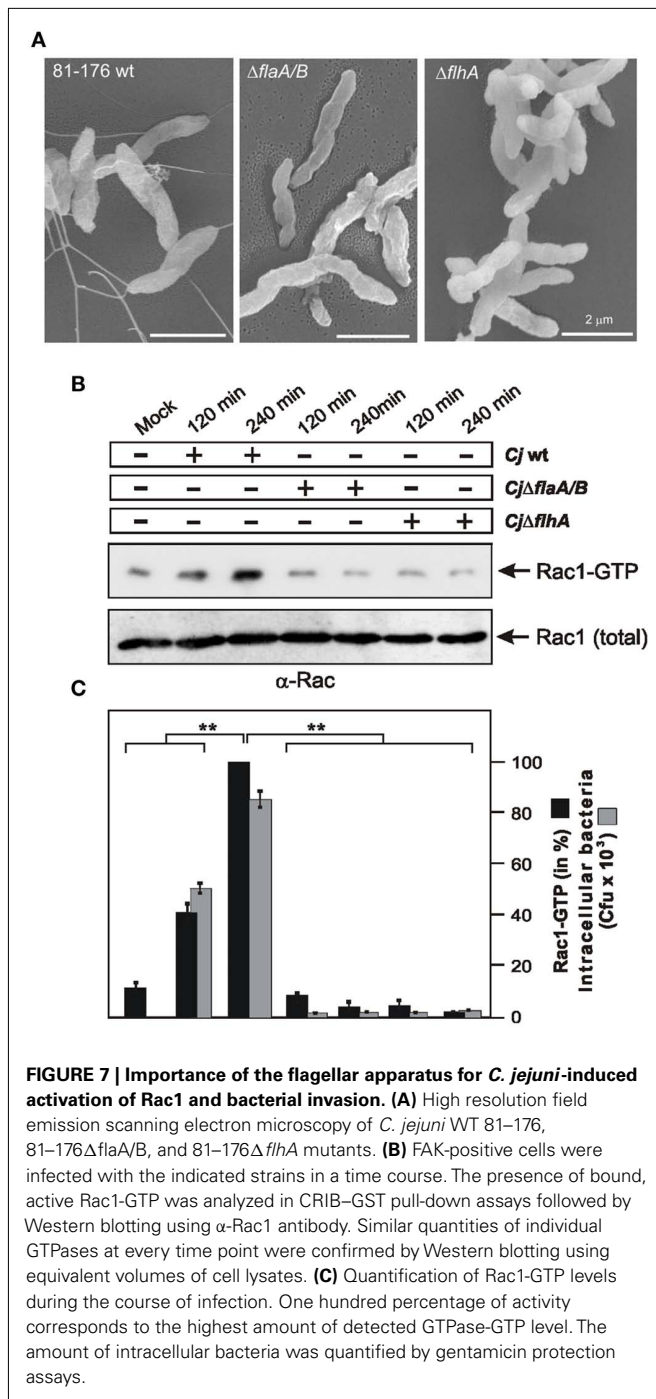 A
81-176 wt
ΔflaA/B
ΔflhA
2 μm
B
Mock 120 min 240 min 120 min 240min 120 min 240 min
– + + – – – – Cj wt
– – – + + – – CjΔflaA/B
– – – – – + + CjΔflhA
Rac1-GTP
Rac1 (total)
α-Rac
C
** **
100
80
60
40
20
0
Rac1-GTP (in %)
Intracellular bacteria
(Cfu x 10³)
FIGURE 7 | Importance of the flagellar apparatus for C. jejuni-induced
activation of Rac1 and bacterial invasion. (A) High resolution field
emission scanning electron microscopy of C. jejuni WT 81–176,
81–176ΔflaA/B, and 81–176ΔflhA mutants. (B) FAK-positive cells were
infected with the indicated strains in a time course. The presence of bound,
active Rac1-GTP was analyzed in CRIB–GST pull-down assays followed by
Western blotting using α-Rac1 antibody. Similar quantities of individual
GTPases at every time point were confirmed by Western blotting using
equivalent volumes of cell lysates. (C) Quantification of Rac1-GTP levels
during the course of infection. One hundred percentage of activity
corresponds to the highest amount of detected GTPase-GTP level. The
amount of intracellular bacteria was quantified by gentamicin protection
assays.